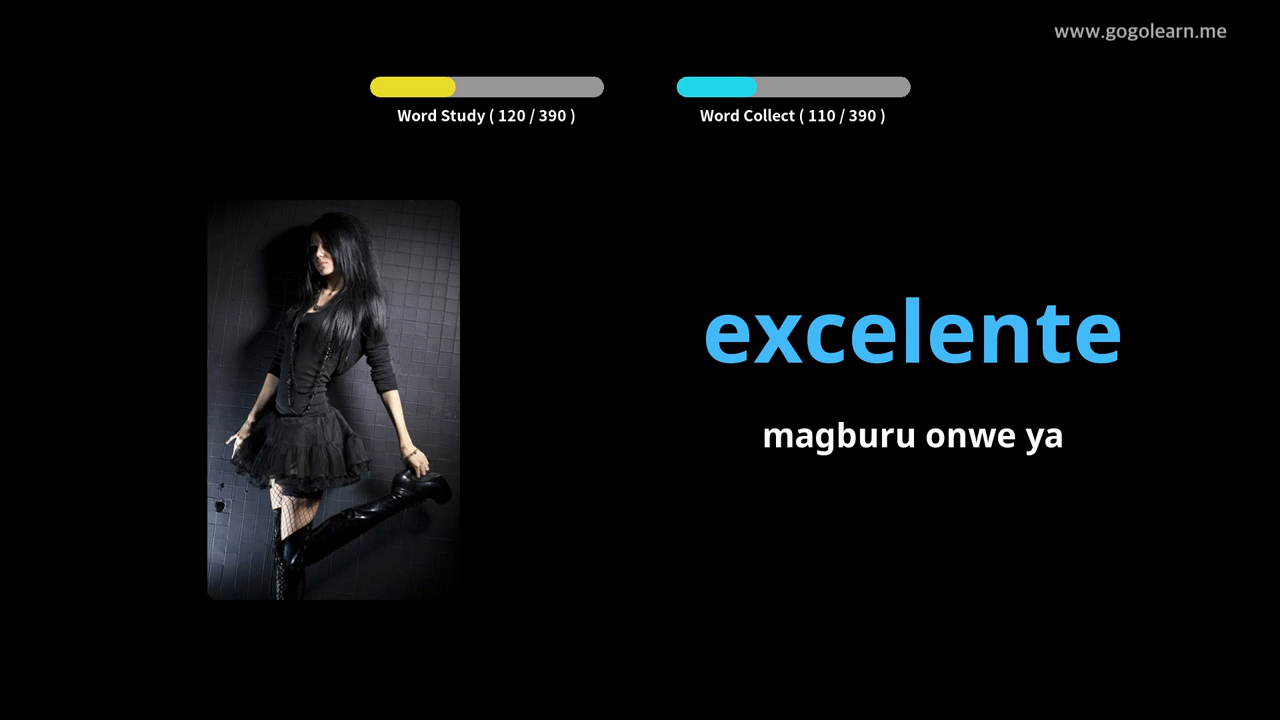 www.gogolearn.me
Word Study ( 120 / 390 )
Word Collect ( 110 / 390 )
excelente
magburu onwe ya